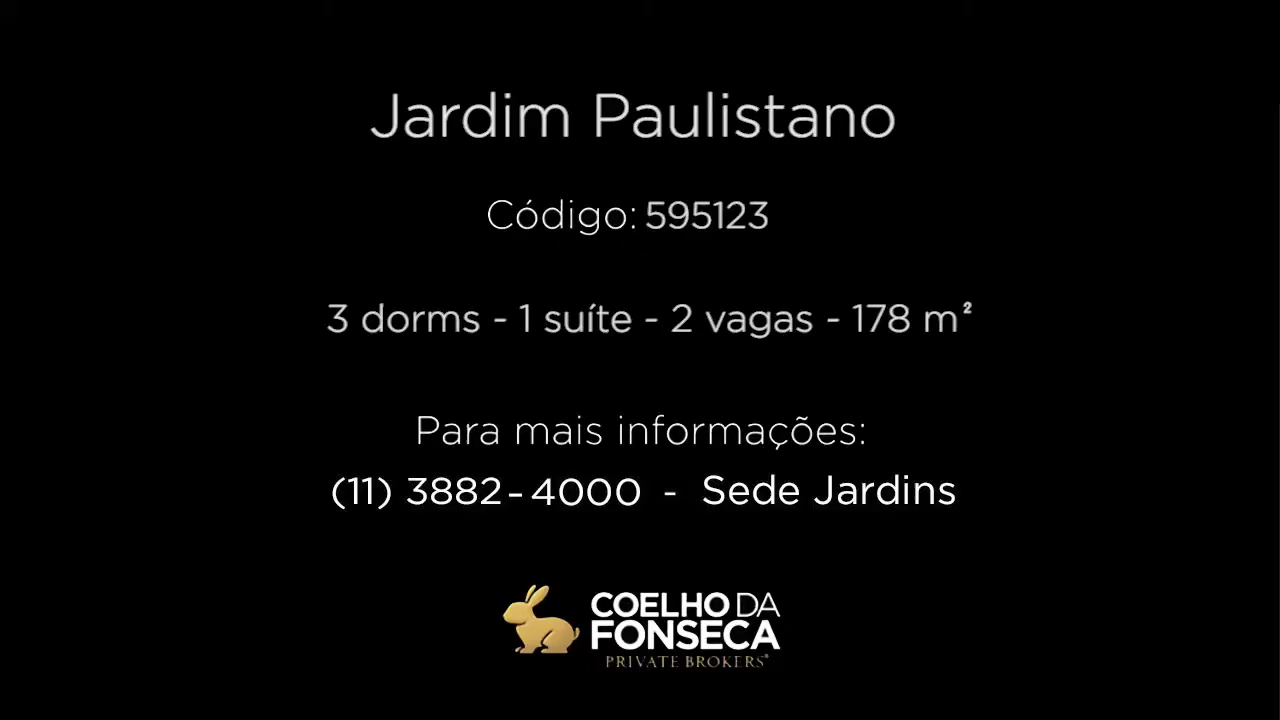 Jardim Paulistano
Código: 595123
3 dorms - 1 suíte - 2 vagas - 178 m²
Para mais informações:
(11) 3882-4000 - Sede Jardins
COELHO DA
FONSECA
PRIVATE BROKERS®